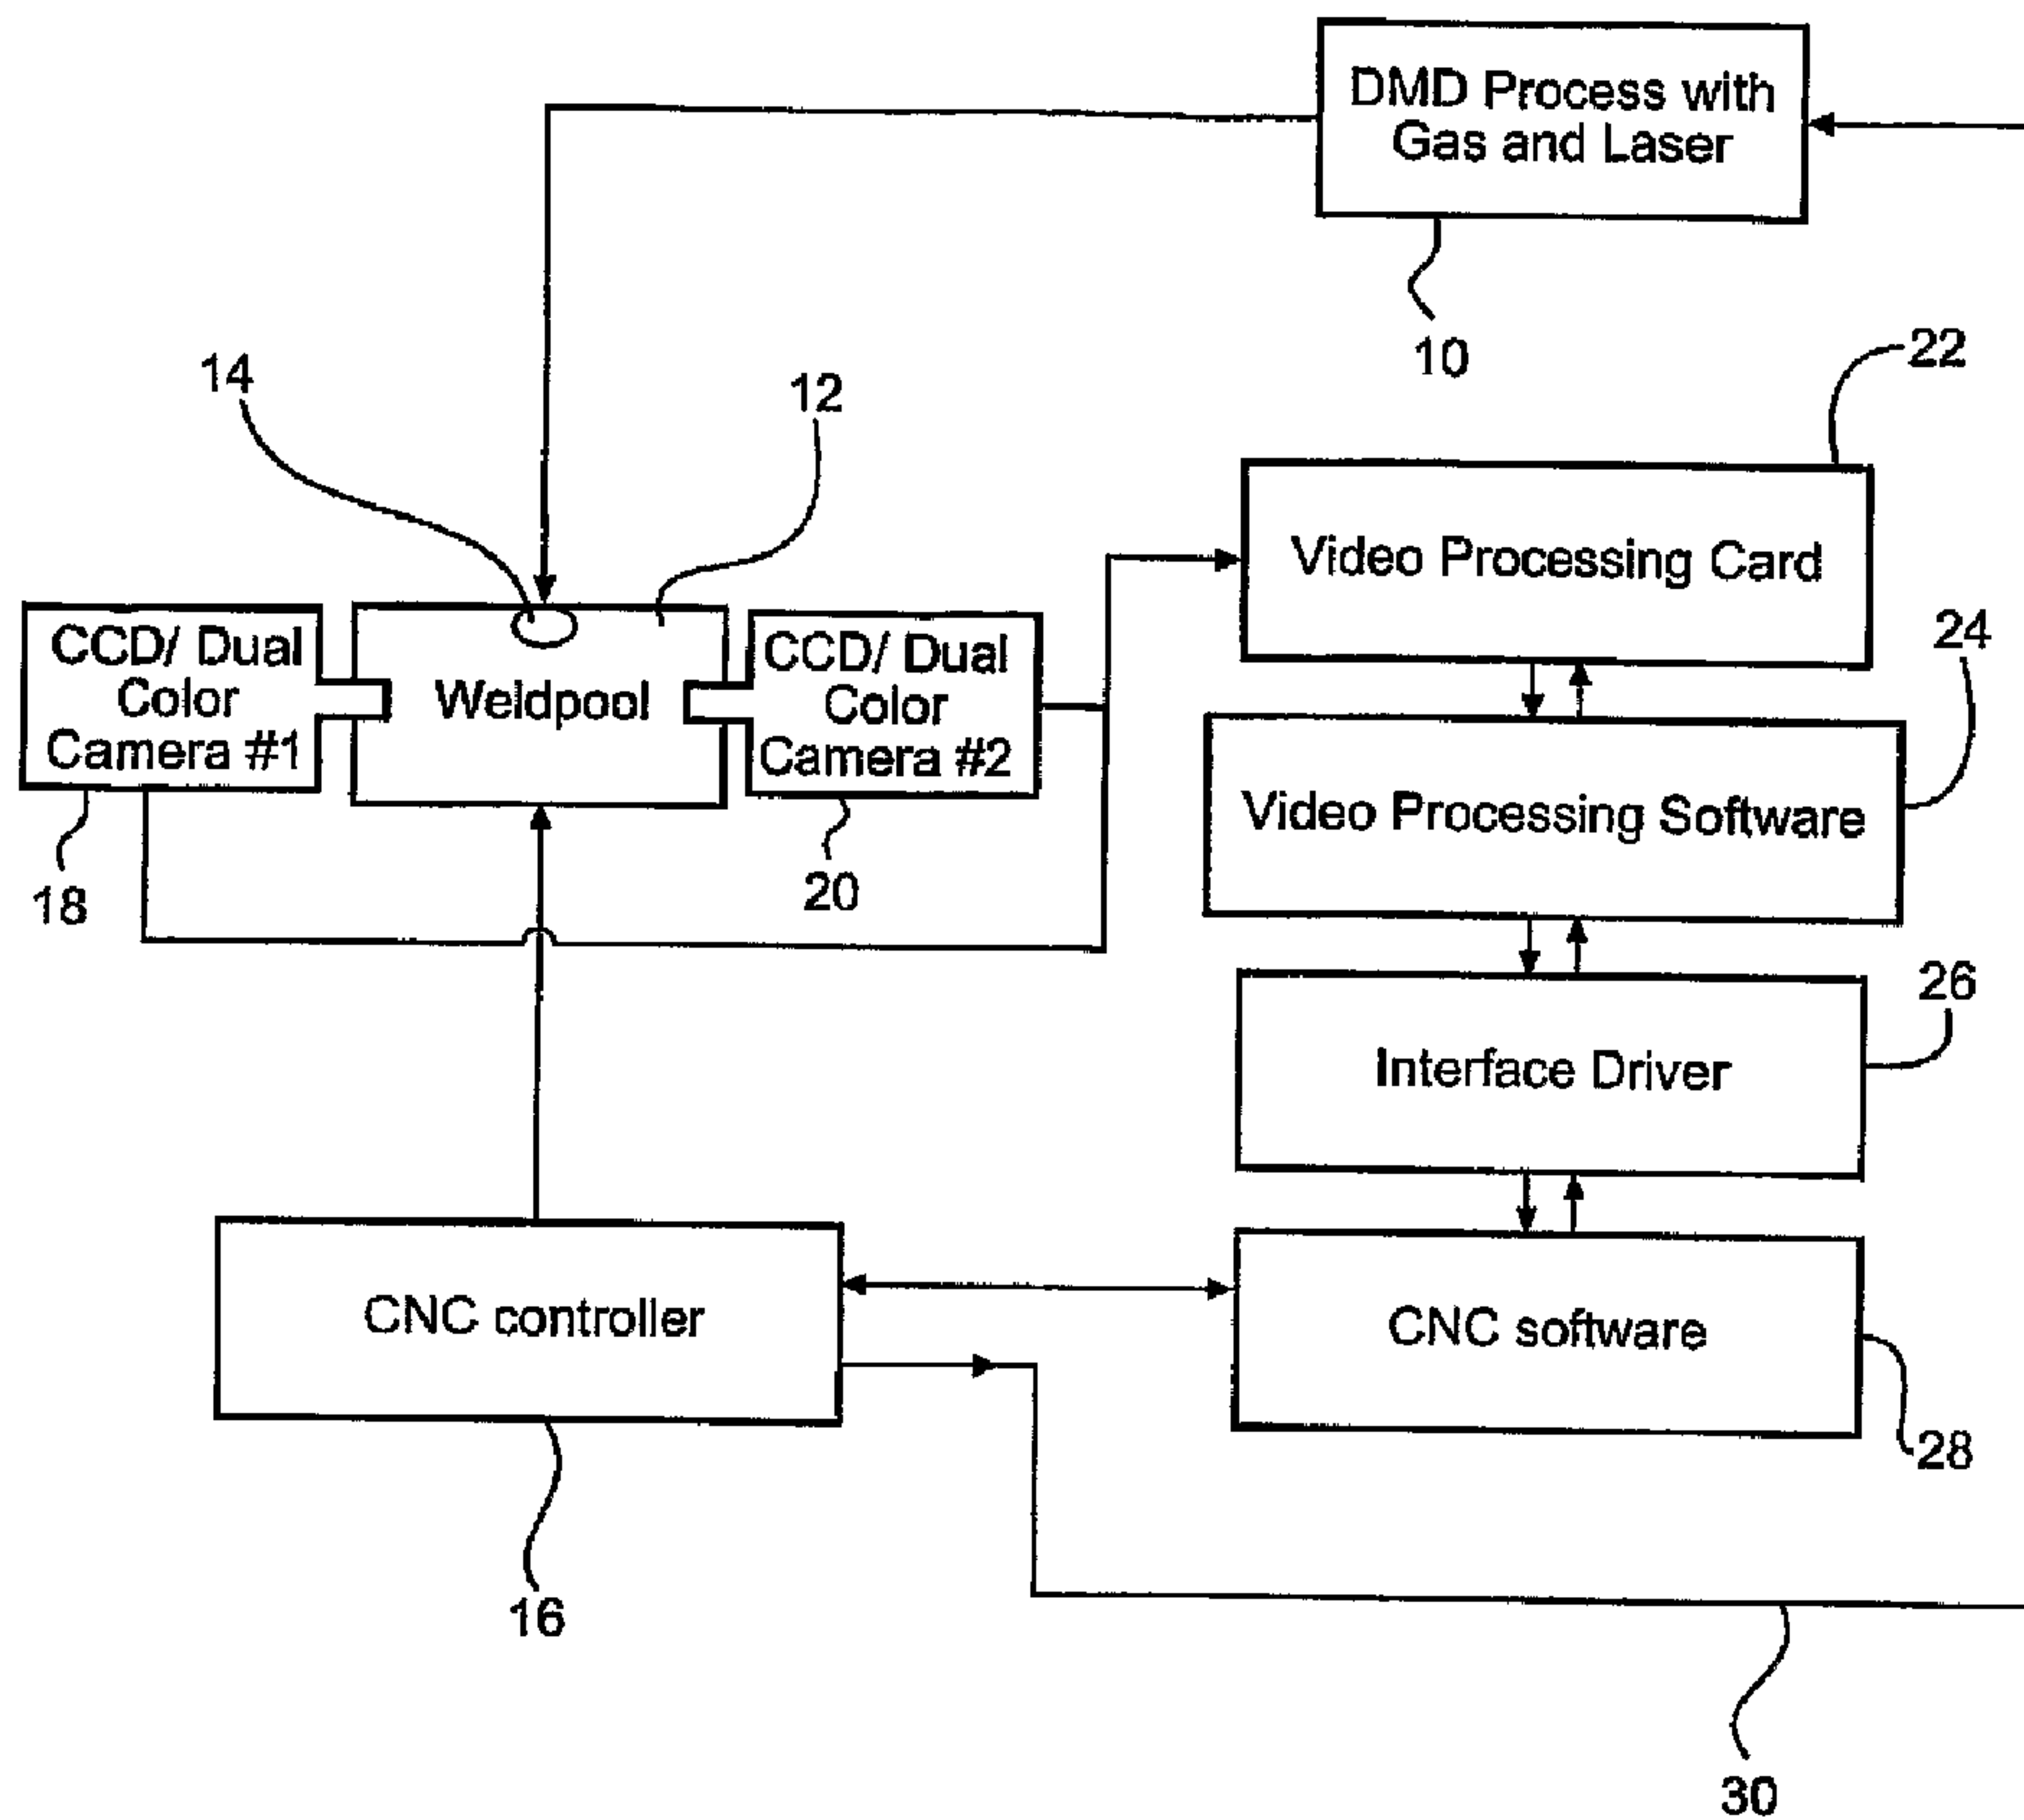 DMD Process with
Gas and Laser
10
22
14
12
Video Processing Card
CCD/ Dual
Color
Camera #1
Weldpool
CCD/ Dual
Color
Camera #2
24
Video Processing Software
18
20
26
Interface Driver
CNC controller
CNC software
28
16
30